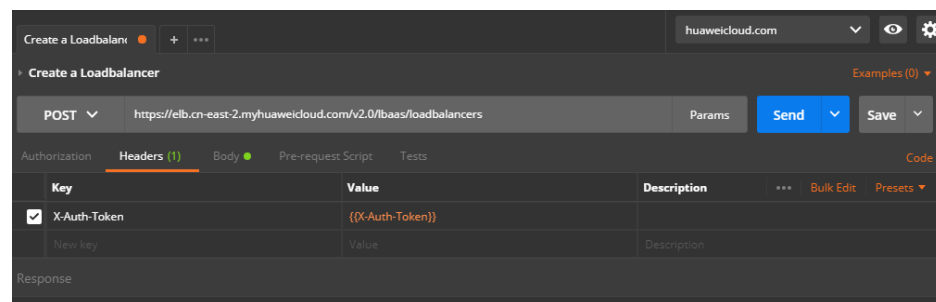 Create a Loadbalanc + ••• huaweicloud.com
Create a Loadbalancer Examples (0)
POST https://elb.cn-east-2.myhuaweicloud.com/v2.0/lbaas/loadbalancers Params Send Save
Authorization Headers (1) Body Pre-request Script Tests Code
Key Value Description ••• Bulk Edit Presets
X-Auth-Token {{X-Auth-Token}}
New key Value Description
Response